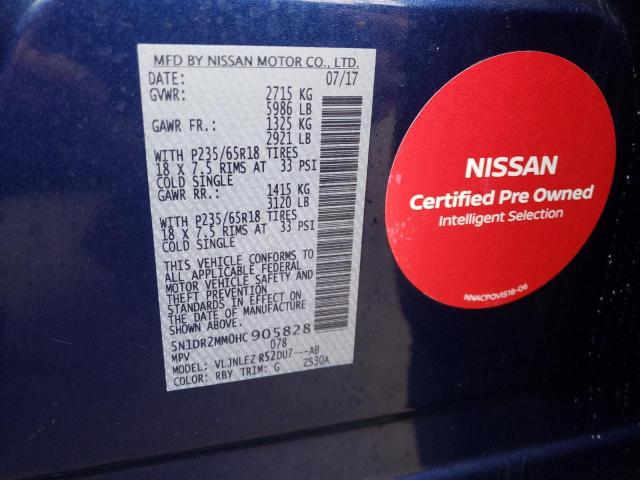 MFD BY NISSAN MOTOR CO., LTD.
DATE: 07/17
GVWR: 2715 KG
5986 LB
GAWR FR.: 1325 KG
2921 LB
WITH P235/65R18 TIRES
18 X 7.5 RIMS AT 33 PSI
COLD SINGLE
GAWR RR.: 1415 KG
3120 LB
WITH P235/65R18 TIRES
18 X 7.5 RIMS AT 33 PSI
COLD SINGLE
THIS VEHICLE CONFORMS TO
ALL APPLICABLE FEDERAL
MOTOR VEHICLE SAFETY AND
THEFT PREVENTION
STANDARDS IN EFFECT ON
THE DATE OF MANUFACTURE
SHOWN ABOVE.
5N1DR2MM0HC905828
MPV 078
VLJNLEZ R52DU7---AB
COLOR: RBY TRIM: G ZS30A
NISSAN
Certified Pre Owned
Intelligent Selection
NNACPOVIS18-06